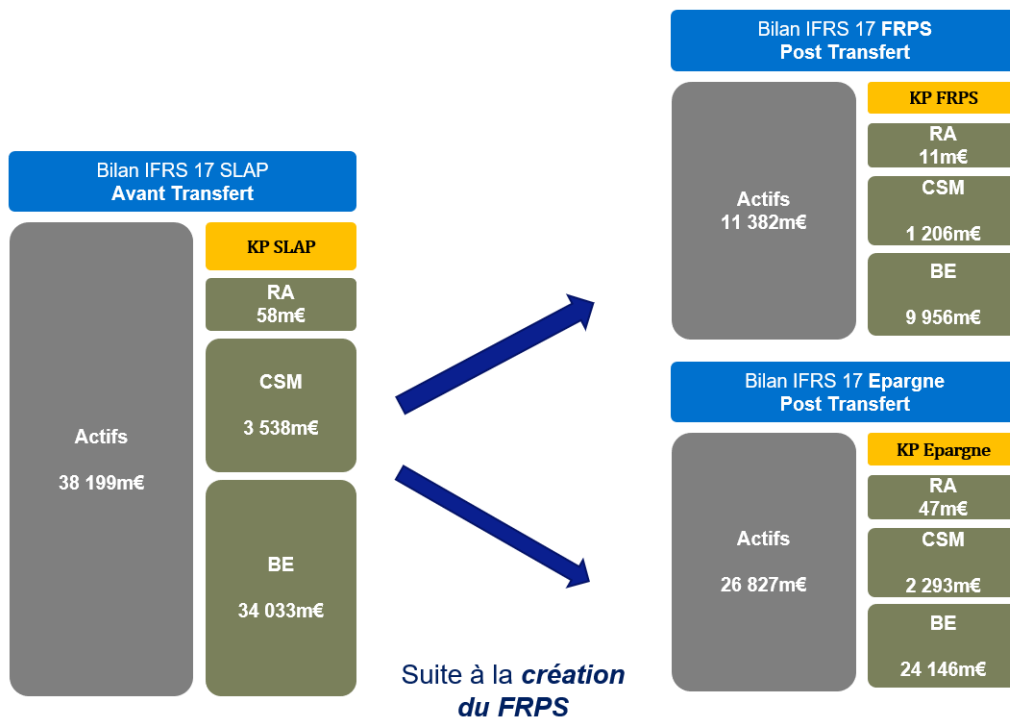 Bilan IFRS 17 SLAP
Avant Transfert
Actifs
38 199m€
KP SLAP
RA
58m€
CSM
3 538m€
BE
34 033m€
Suite à la création
du FRPS
Bilan IFRS 17 FRPS
Post Transfert
Actifs
11 382m€
KP FRPS
RA
11m€
CSM
1 206m€
BE
9 956m€
Bilan IFRS 17 Epargne
Post Transfert
Actifs
26 827m€
KP Epargne
RA
47m€
CSM
2 293m€
BE
24 146m€